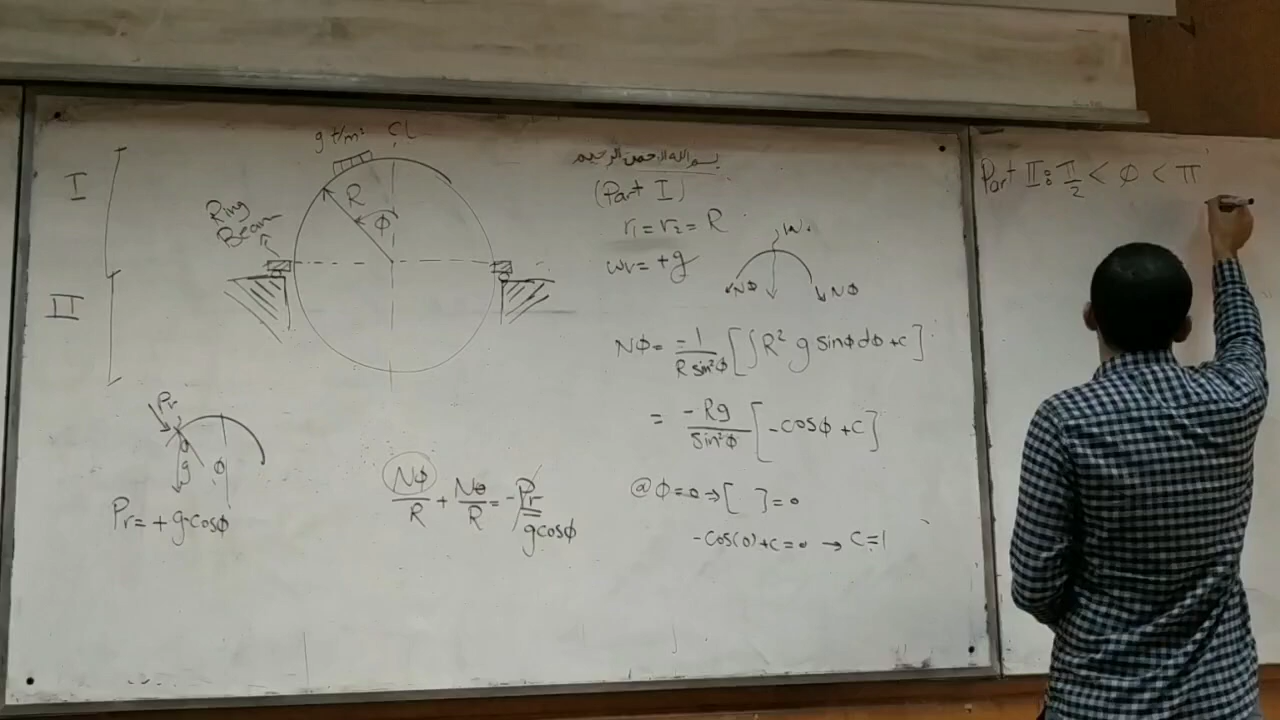 g t/m² C L
I
R
φ
Ring
Beam
II
Pr
g
φ
Pr = + g cosφ
Nφ/R + Nθ/R = -Pr
g cosφ
بسم الله الرحمن الرحيم
(Part I)
r₁ = r₂ = R
wv = + g
W.
Nφ Nφ
Nφ = -1/(R sin²φ) [∫R² g sinφ dφ + c]
= -Rg/sin²φ [-cosφ + c]
@ φ = 0 → [ ] = 0
-cos(0) + c = 0 → c = 1
Part II: π/2 < φ < π